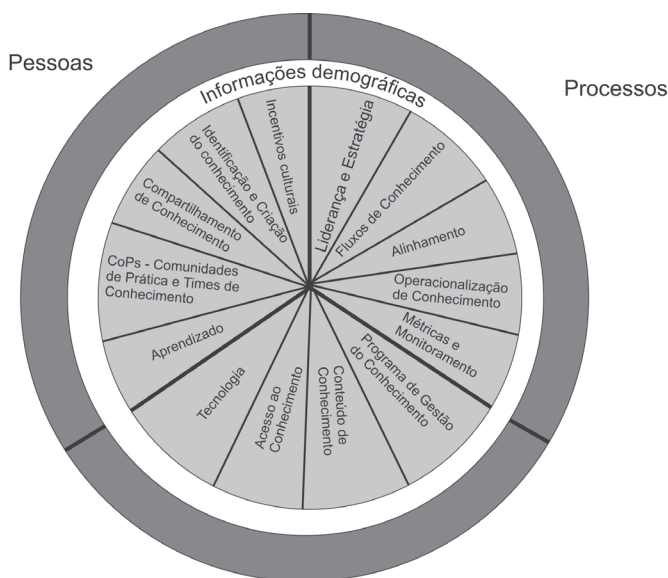 Pessoas
Processos
Informações demográficas
Liderança e Estratégia
Fluxos de Conhecimento
Alinhamento
Operacionalização
de Conhecimento
Métricas e
Monitoramento
Programa de Gestão
do Conhecimento
Conteúdo de
Conhecimento
Acesso ao
Conhecimento
Tecnologia
Aprendizado
CoPs - Comunidades
de Prática e Times de
Conhecimento
Compartilhamento
de Conhecimento
Identificação e Criação
do conhecimento
Incentivos culturais